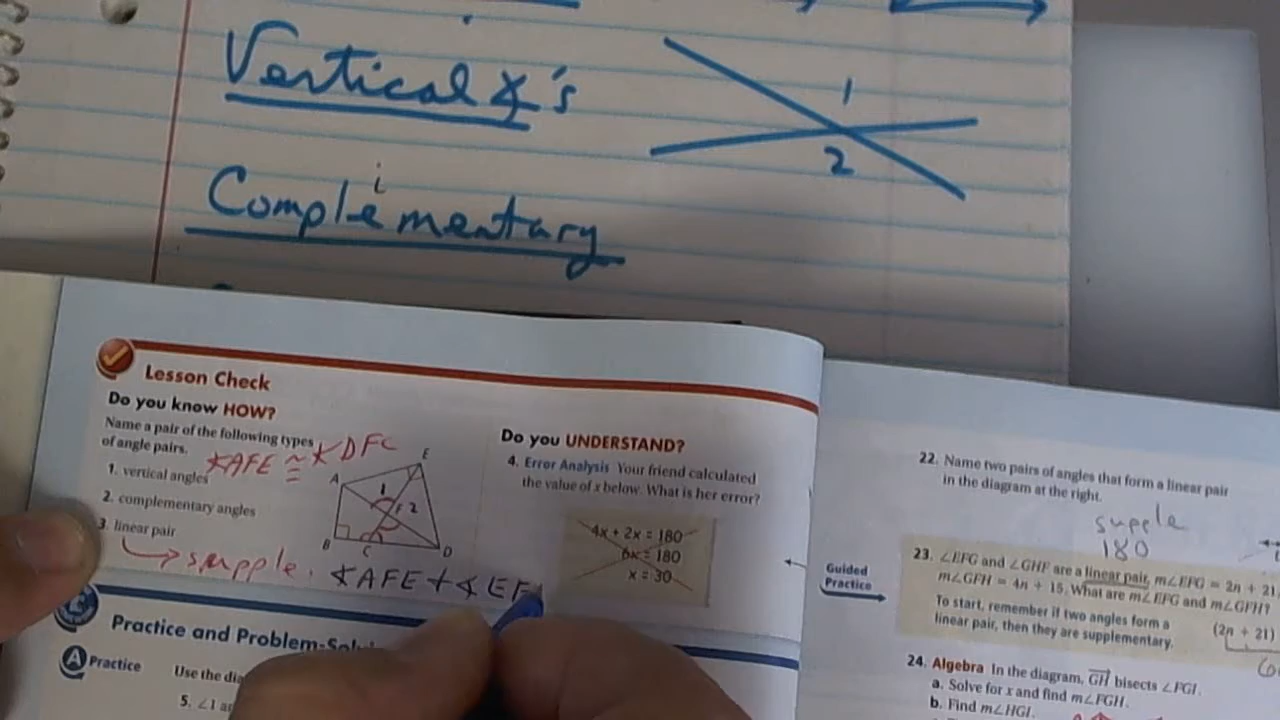 Vertical ∡'s
1
2
i
Complementary
Lesson Check
Do you know HOW?
Name a pair of the following types
of angle pairs.
∡AFE ≅ ∡DFC
1. vertical angles
2. complementary angles
3. linear pair
supple. ∡AFE + ∡EF
A
E
1
F 2
B
C
D
Practice and Problem-Sol
A Practice
Use the dia
5. ∠1 a
Do you UNDERSTAND?
4. Error Analysis Your friend calculated
the value of x below. What is her error?
4x + 2x = 180
6x = 180
x = 30
Guided
Practice
22. Name two pairs of angles that form a linear pair
in the diagram at the right.
supple
180
23. ∠EFG and ∠GHF are a linear pair, m∠EFG = 2n + 21,
m∠GFH = 4n + 15. What are m∠EFG and m∠GFH?
To start, remember if two angles form a
linear pair, then they are supplementary.
(2n + 21)
24. Algebra In the diagram, GH bisects ∠FGI.
a. Solve for x and find m∠FGH.
b. Find m∠HGI.